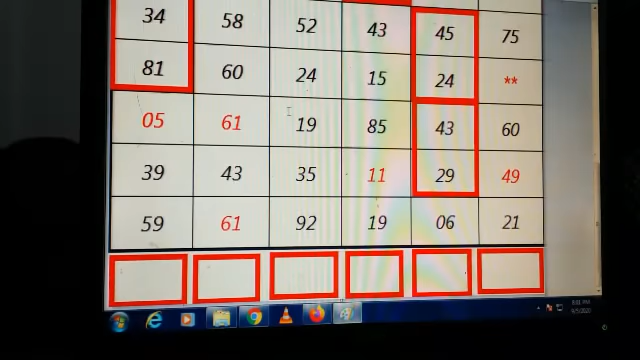 34 58 52 43 45 75
81 60 24 15 24 **
05 61 19 85 43 60
39 43 35 11 29 49
59 61 92 19 06 21